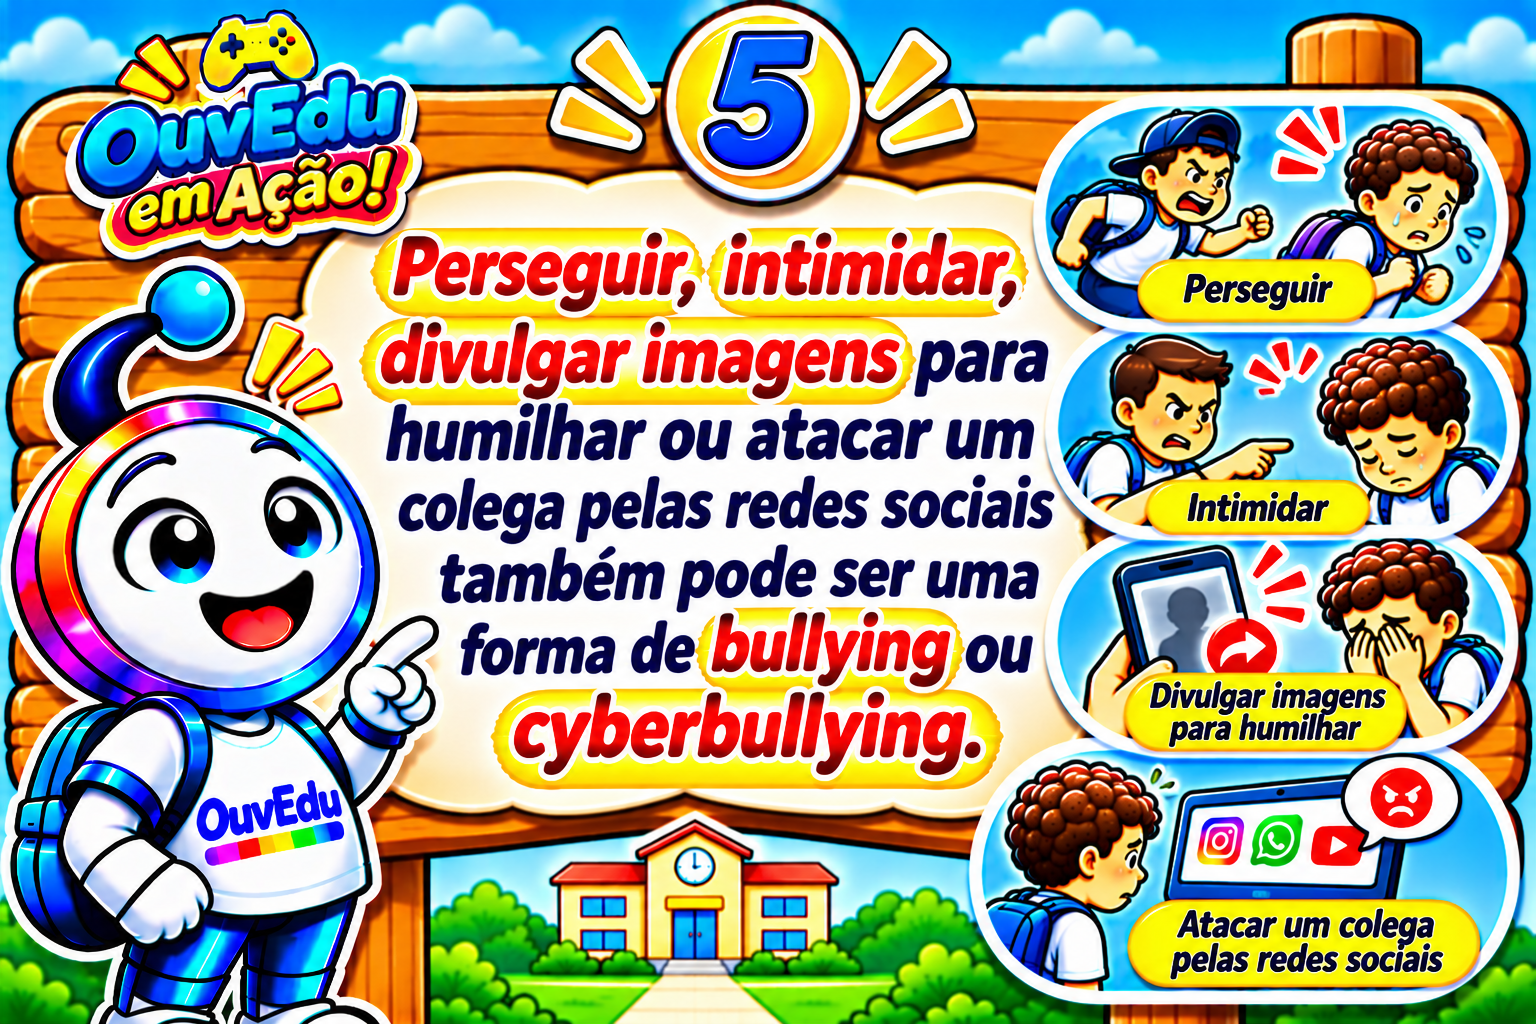 OuvEdu
em Ação!
5
Perseguir, intimidar,
divulgar imagens para
humilhar ou atacar um
colega pelas redes sociais
também pode ser uma
forma de bullying ou
cyberbullying.
OuvEdu
Perseguir
Intimidar
Divulgar imagens
para humilhar
Atacar um colega
pelas redes sociais